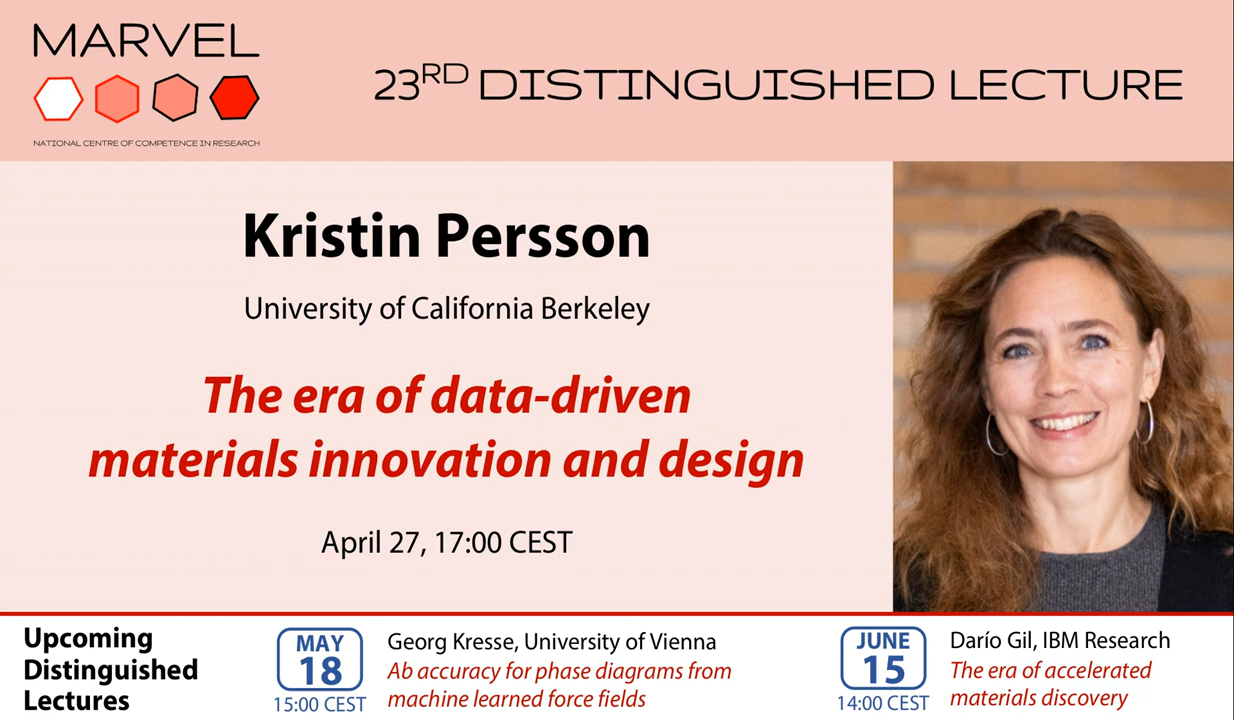 MARVEL
NATIONAL CENTRE OF COMPETENCE IN RESEARCH
23RD DISTINGUISHED LECTURE
Kristin Persson
University of California Berkeley
The era of data-driven
materials innovation and design
April 27, 17:00 CEST
Upcoming
Distinguished
Lectures
MAY
18
15:00 CEST
Georg Kresse, University of Vienna
Ab accuracy for phase diagrams from
machine learned force fields
JUNE
15
14:00 CEST
Darío Gil, IBM Research
The era of accelerated
materials discovery